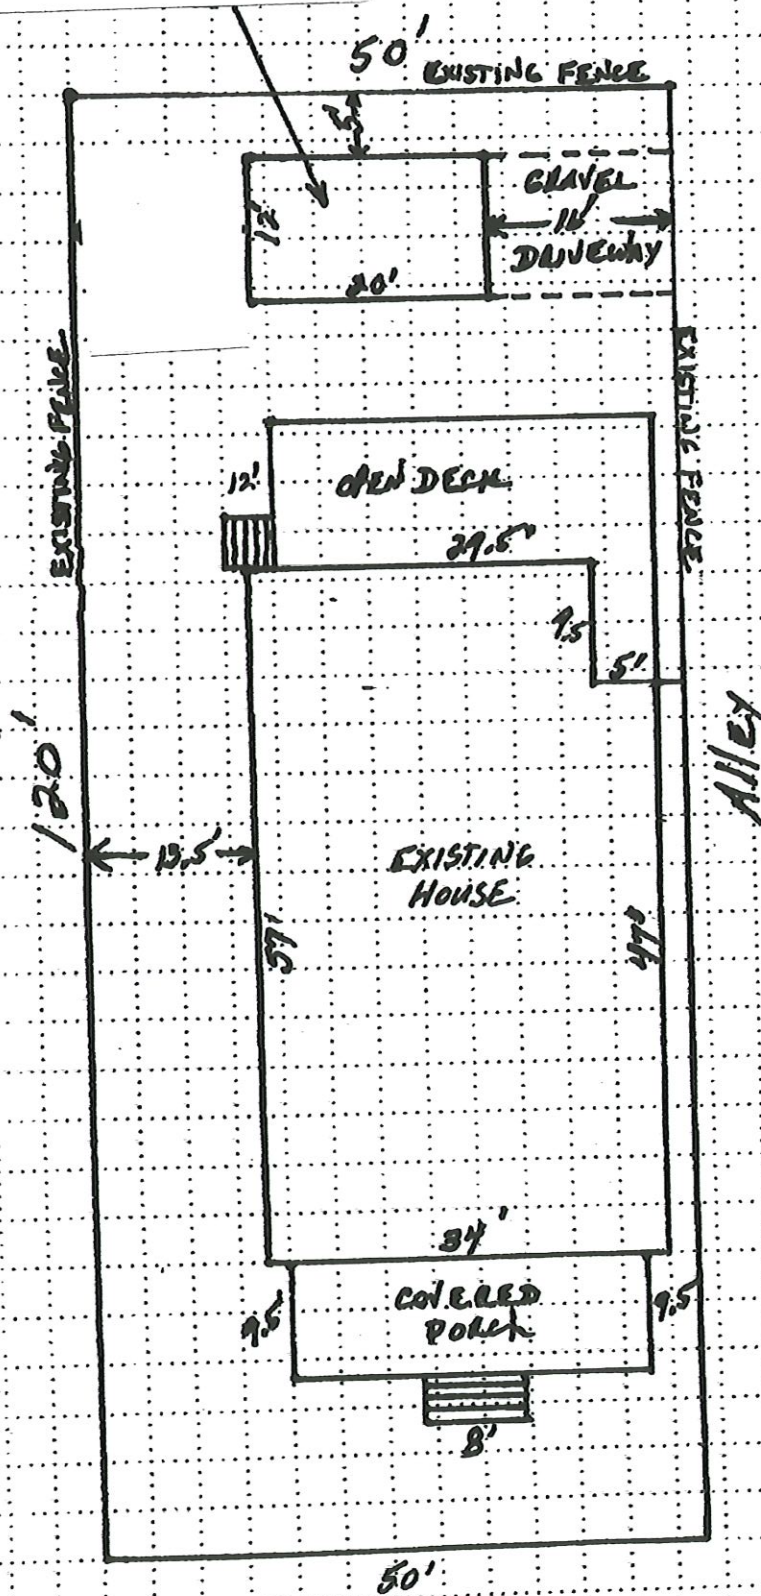 50'
EXISTING FENCE
5'
GRAVEL
12'
DRIVEWAY
20'
EXISTING FENCE
EXISTING FENCE
12'
OPEN DECK
29.5'
9.5
5'
Alley
120'
13.5'
EXISTING
HOUSE
57'
47'
34'
COVERED
PORCH
9.5
9.5
8'
50'